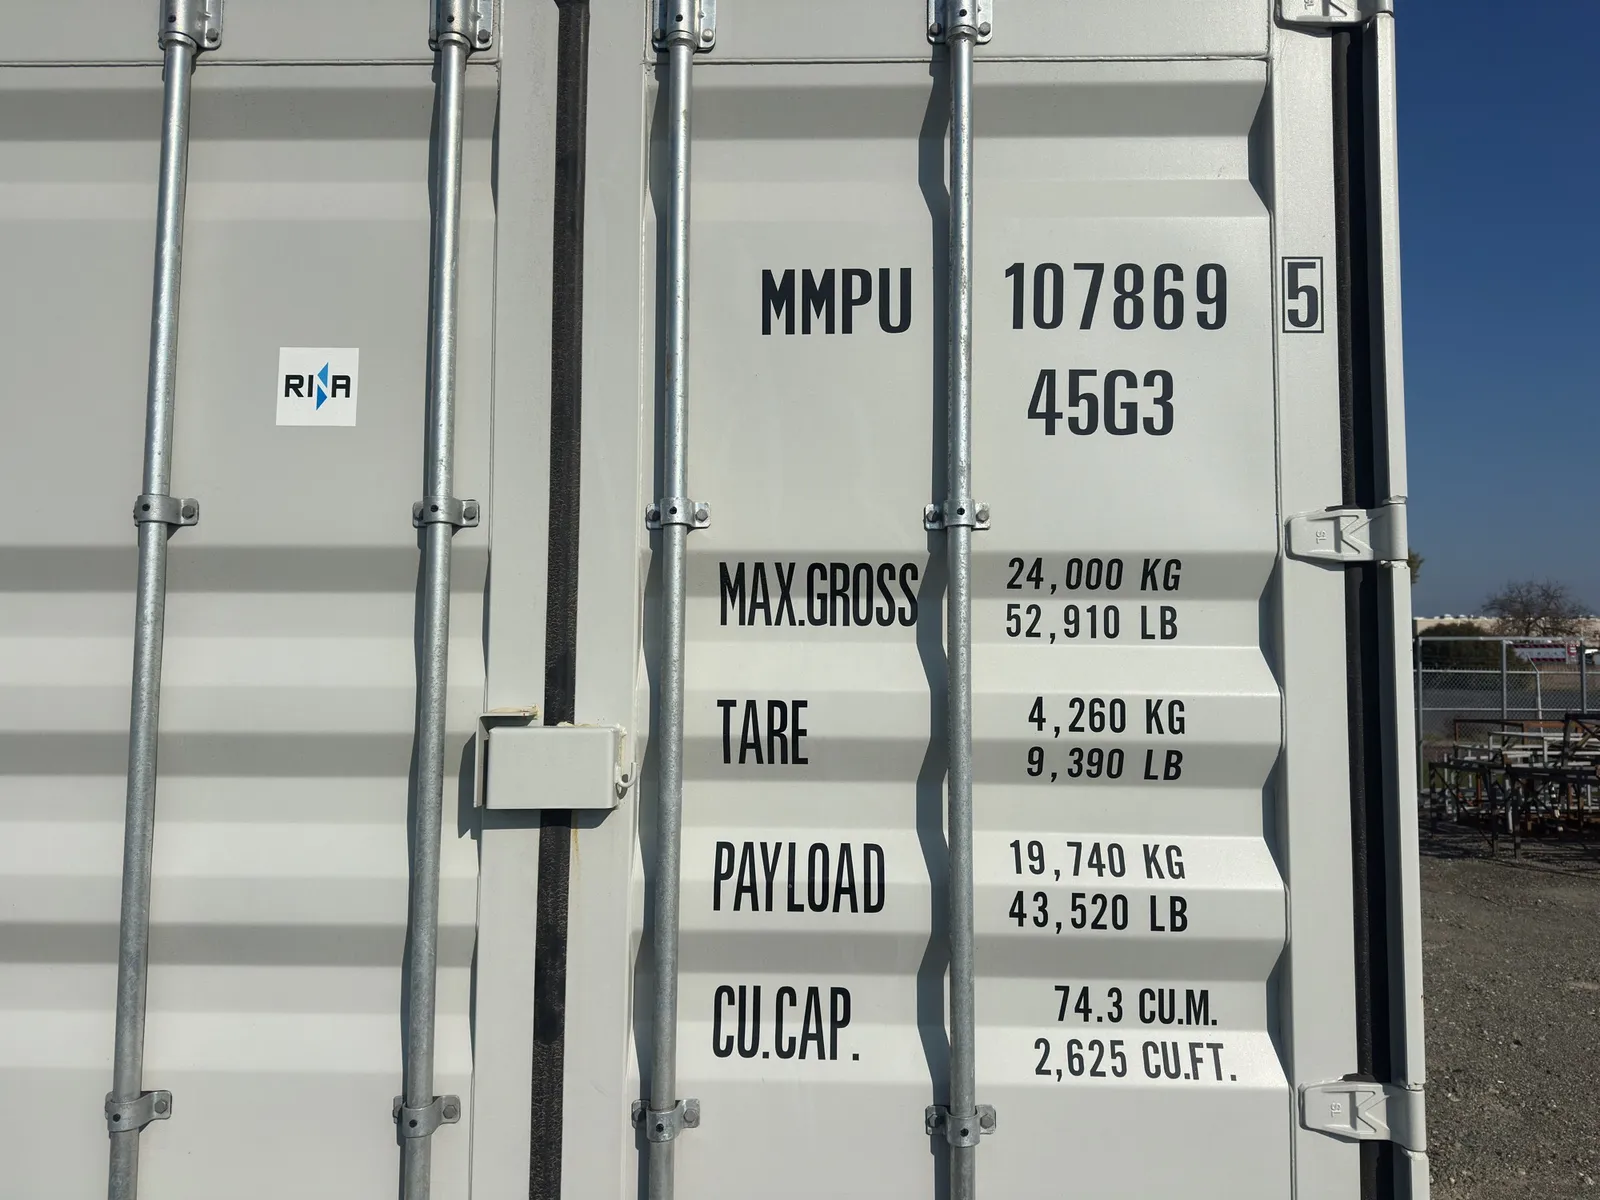 RINA
MMPU 107869 5
45G3
MAX.GROSS 24,000 KG
52,910 LB
TARE 4,260 KG
9,390 LB
PAYLOAD 19,740 KG
43,520 LB
CU.CAP. 74.3 CU.M.
2,625 CU.FT.